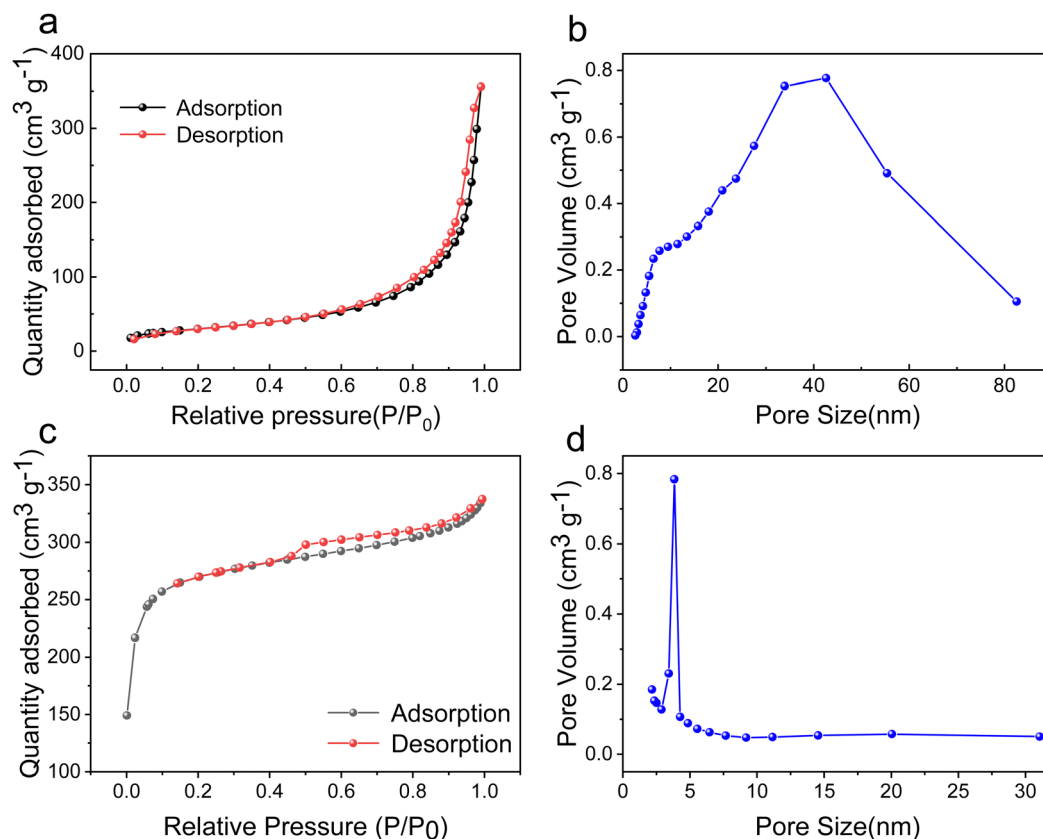 a
Quantity adsorbed (cm³ g⁻¹)
400
300
200
100
0
Adsorption
Desorption
0.0 0.2 0.4 0.6 0.8 1.0
Relative pressure(P/P₀)
b
Pore Volume (cm³ g⁻¹)
0.8
0.6
0.4
0.2
0.0
0 20 40 60 80
Pore Size(nm)
c
Quantity adsorbed (cm³ g⁻¹)
350
300
250
200
150
100
Adsorption
Desorption
0.0 0.2 0.4 0.6 0.8 1.0
Relative Pressure (P/P₀)
d
Pore Volume (cm³ g⁻¹)
0.8
0.6
0.4
0.2
0.0
0 5 10 15 20 25 30
Pore Size(nm)